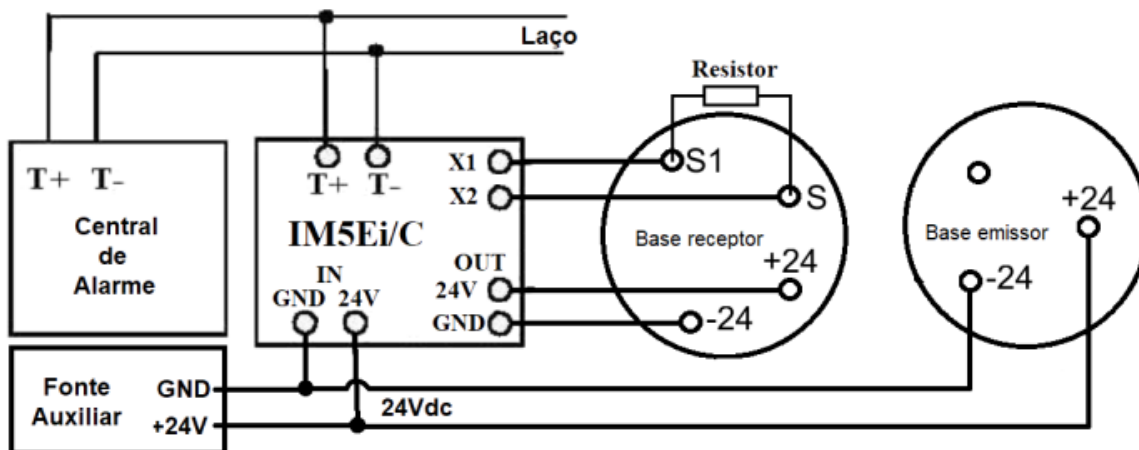 Laço
Resistor
T+ T-
Central
de
Alarme
T+ T-
IM5Ei/C
X1
X2
IN
GND 24V
OUT
24V
GND
S1
S
Base receptor
+24
-24
+24
Base emissor
-24
Fonte
Auxiliar
GND
+24V
24Vdc